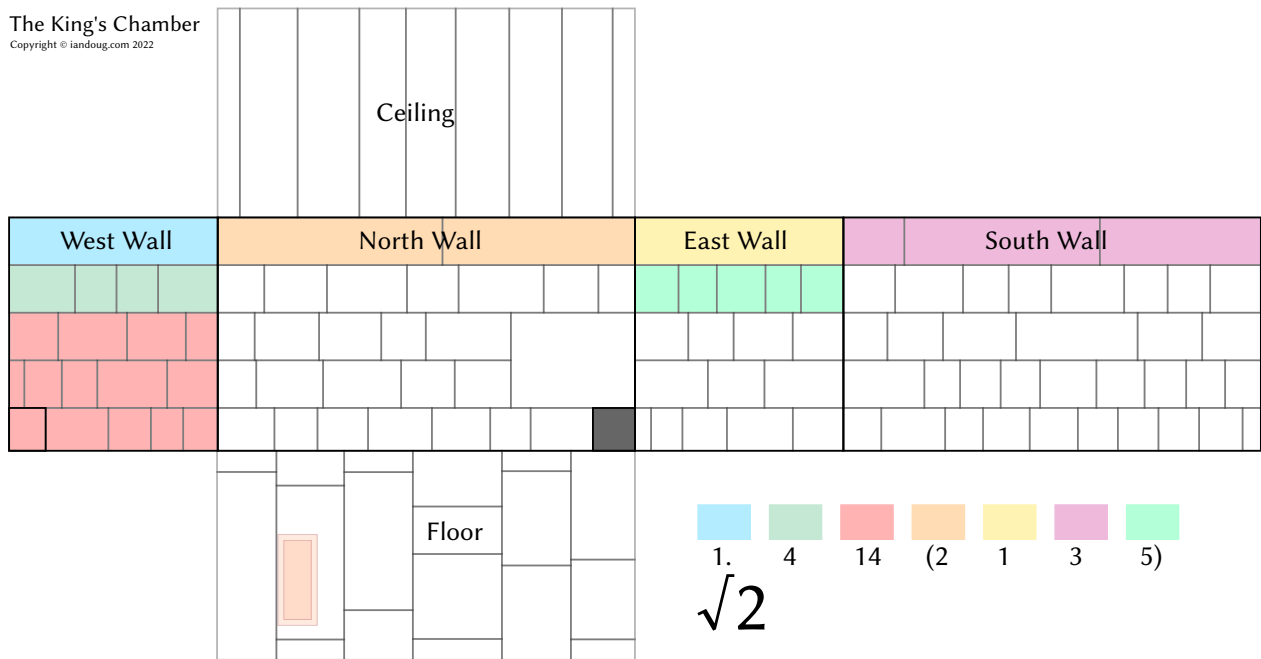 The King's Chamber
Copyright © iandoug.com 2022
Ceiling
West Wall North Wall East Wall South Wall
Floor
1. 4 14 (2 1 3 5)
√2